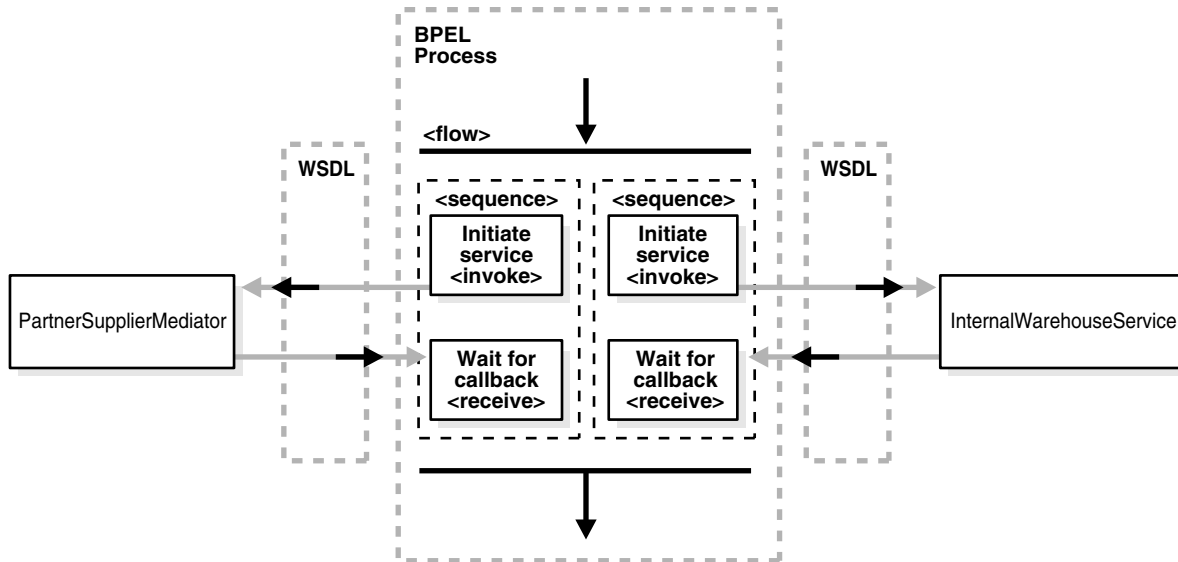 BPEL
Process
<flow>
WSDL
WSDL
<sequence>
<sequence>
Initiate
service
<invoke>
Initiate
service
<invoke>
PartnerSupplierMediator
InternalWarehouseService
Wait for
callback
<receive>
Wait for
callback
<receive>